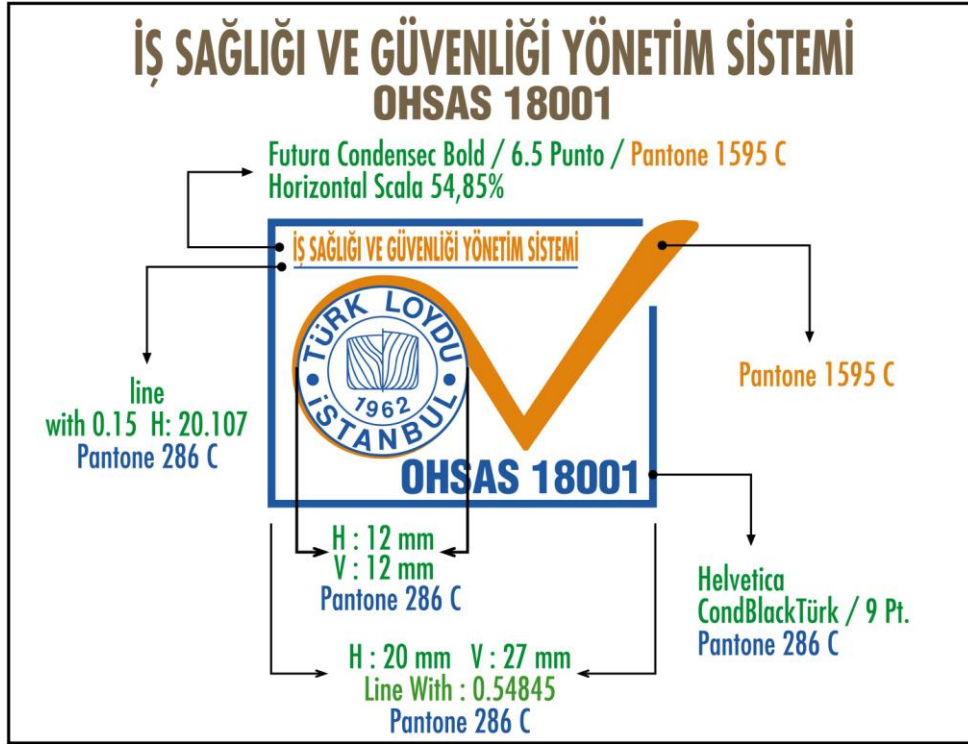 İŞ SAĞLIĞI VE GÜVENLİĞİ YÖNETİM SİSTEMİ
OHSAS 18001
Futura Condensec Bold / 6.5 Punto / Pantone 1595 C
Horizontal Scala 54,85%
İŞ SAĞLIĞI VE GÜVENLİĞİ YÖNETİM SİSTEMİ
TÜRK LOYDU
1962
İSTANBUL
OHSAS 18001
Pantone 1595 C
line
with 0.15 H: 20.107
Pantone 286 C
H : 12 mm
V : 12 mm
Pantone 286 C
Helvetica
CondBlackTürk / 9 Pt.
Pantone 286 C
H : 20 mm V : 27 mm
Line With : 0.54845
Pantone 286 C